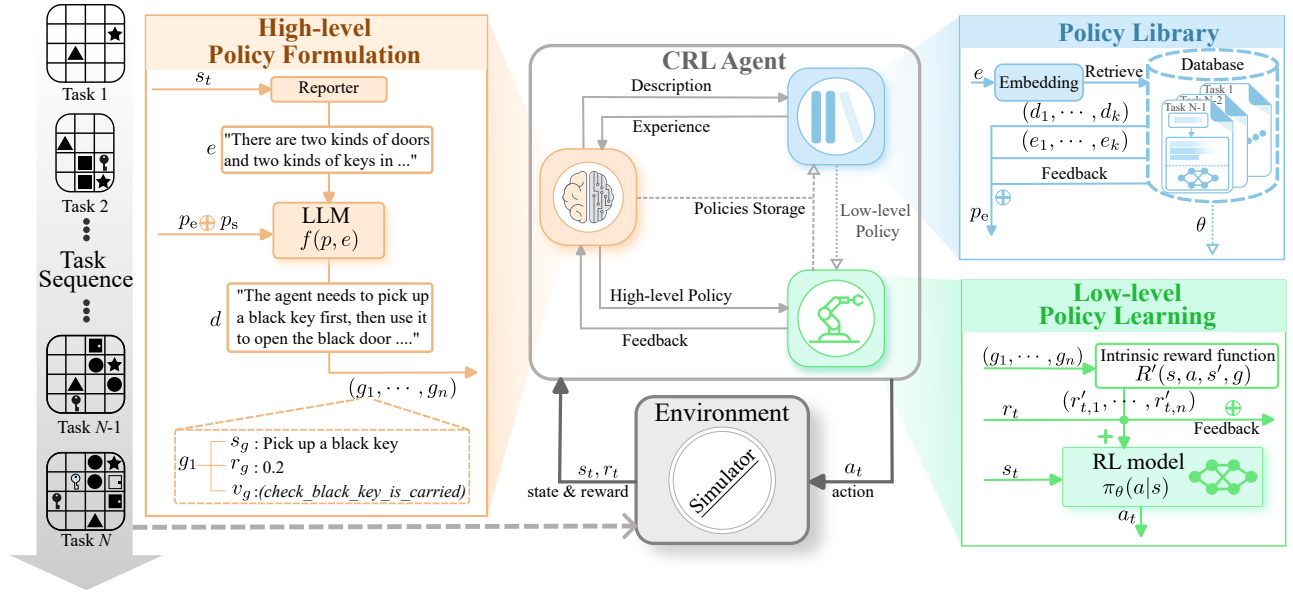 Task 1
Task 2
Task
Sequence
Task N-1
Task N
High-level
Policy Formulation
s_t
Reporter
e
"There are two kinds of doors
and two kinds of keys in ..."
p_e ⊕ p_s
LLM
f(p, e)
d
"The agent needs to pick up
a black key first, then use it
to open the black door ...."
(g_1, ⋯, g_n)
g_1
s_g : Pick up a black key
r_g : 0.2
v_g : (check_black_key_is_carried)
CRL Agent
Description
Experience
Policies Storage
Low-level
Policy
High-level Policy
Feedback
Environment
Simulator
s_t, r_t
state & reward
a_t
action
Policy Library
e
Embedding
Retrieve
Database
Task 1
Task N-2
Task N-1
(d_1, ⋯, d_k)
(e_1, ⋯, e_k)
Feedback
⊕
p_e
θ
Low-level
Policy Learning
(g_1, ⋯, g_n)
Intrinsic reward function
R′(s, a, s′, g)
(r′_{t,1}, ⋯, r′_{t,n})
r_t
⊕
Feedback
+
s_t
RL model
π_θ(a|s)
a_t